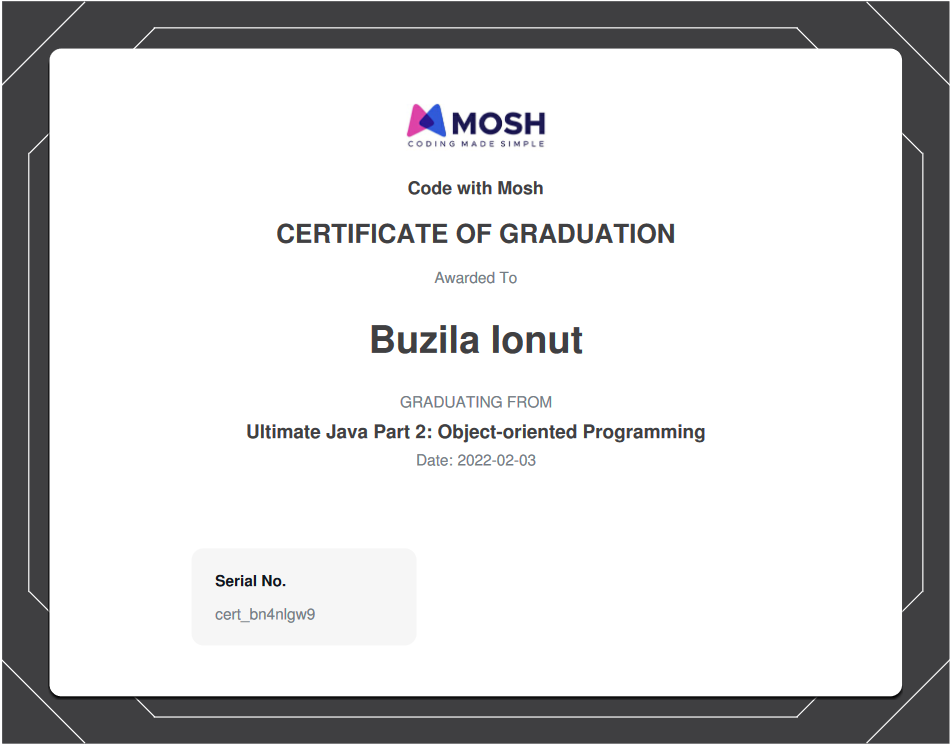 MOSH
CODING MADE SIMPLE
Code with Mosh
CERTIFICATE OF GRADUATION
Awarded To
Buzila Ionut
GRADUATING FROM
Ultimate Java Part 2: Object-oriented Programming
Date: 2022-02-03
Serial No.
cert_bn4nlgw9